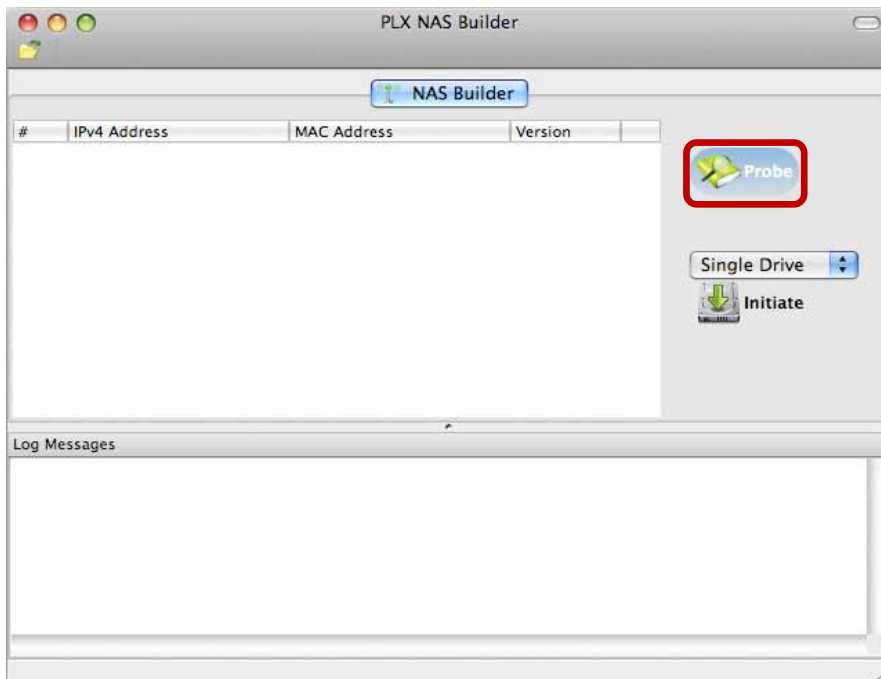 PLX NAS Builder
NAS Builder
# IPv4 Address MAC Address Version
Probe
Single Drive
Initiate
Log Messages